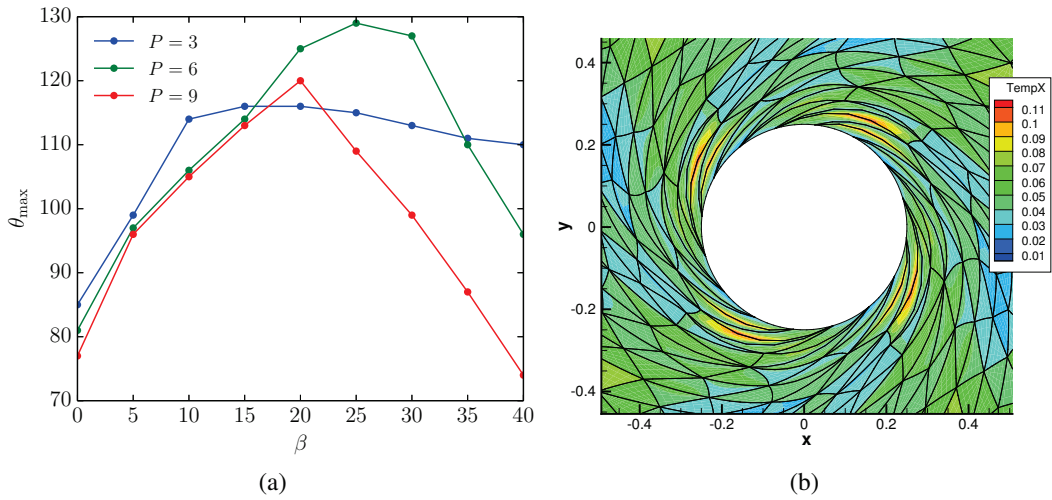 130
120
110
100
90
80
70
θmax
P = 3
P = 6
P = 9
0 5 10 15 20 25 30 35 40
β
(a)
0.4
0.2
0
-0.2
-0.4
y
-0.4 -0.2 0 0.2 0.4
x
TempX
0.11
0.1
0.09
0.08
0.07
0.06
0.05
0.04
0.03
0.02
0.01
(b)